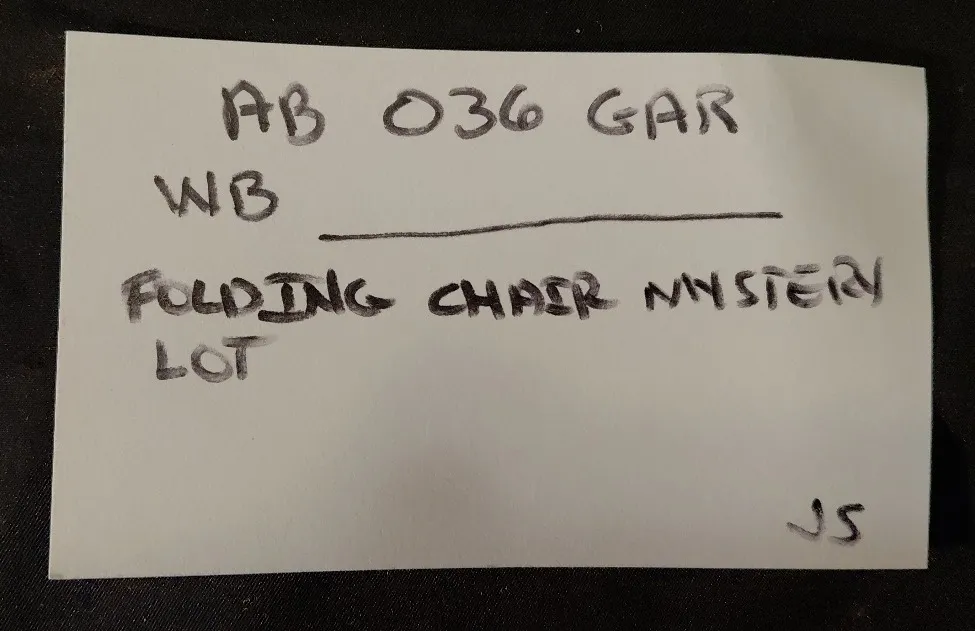 AB 036 GAR
WB
FOLDING CHAIR MYSTERY
LOT
JS